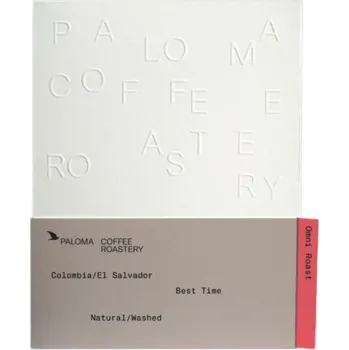 PALOMA
COFFEE
ROASTERY
PALOMA COFFEE
ROASTERY
Colombia/El Salvador
Best Time
Natural/Washed
Omni Roast